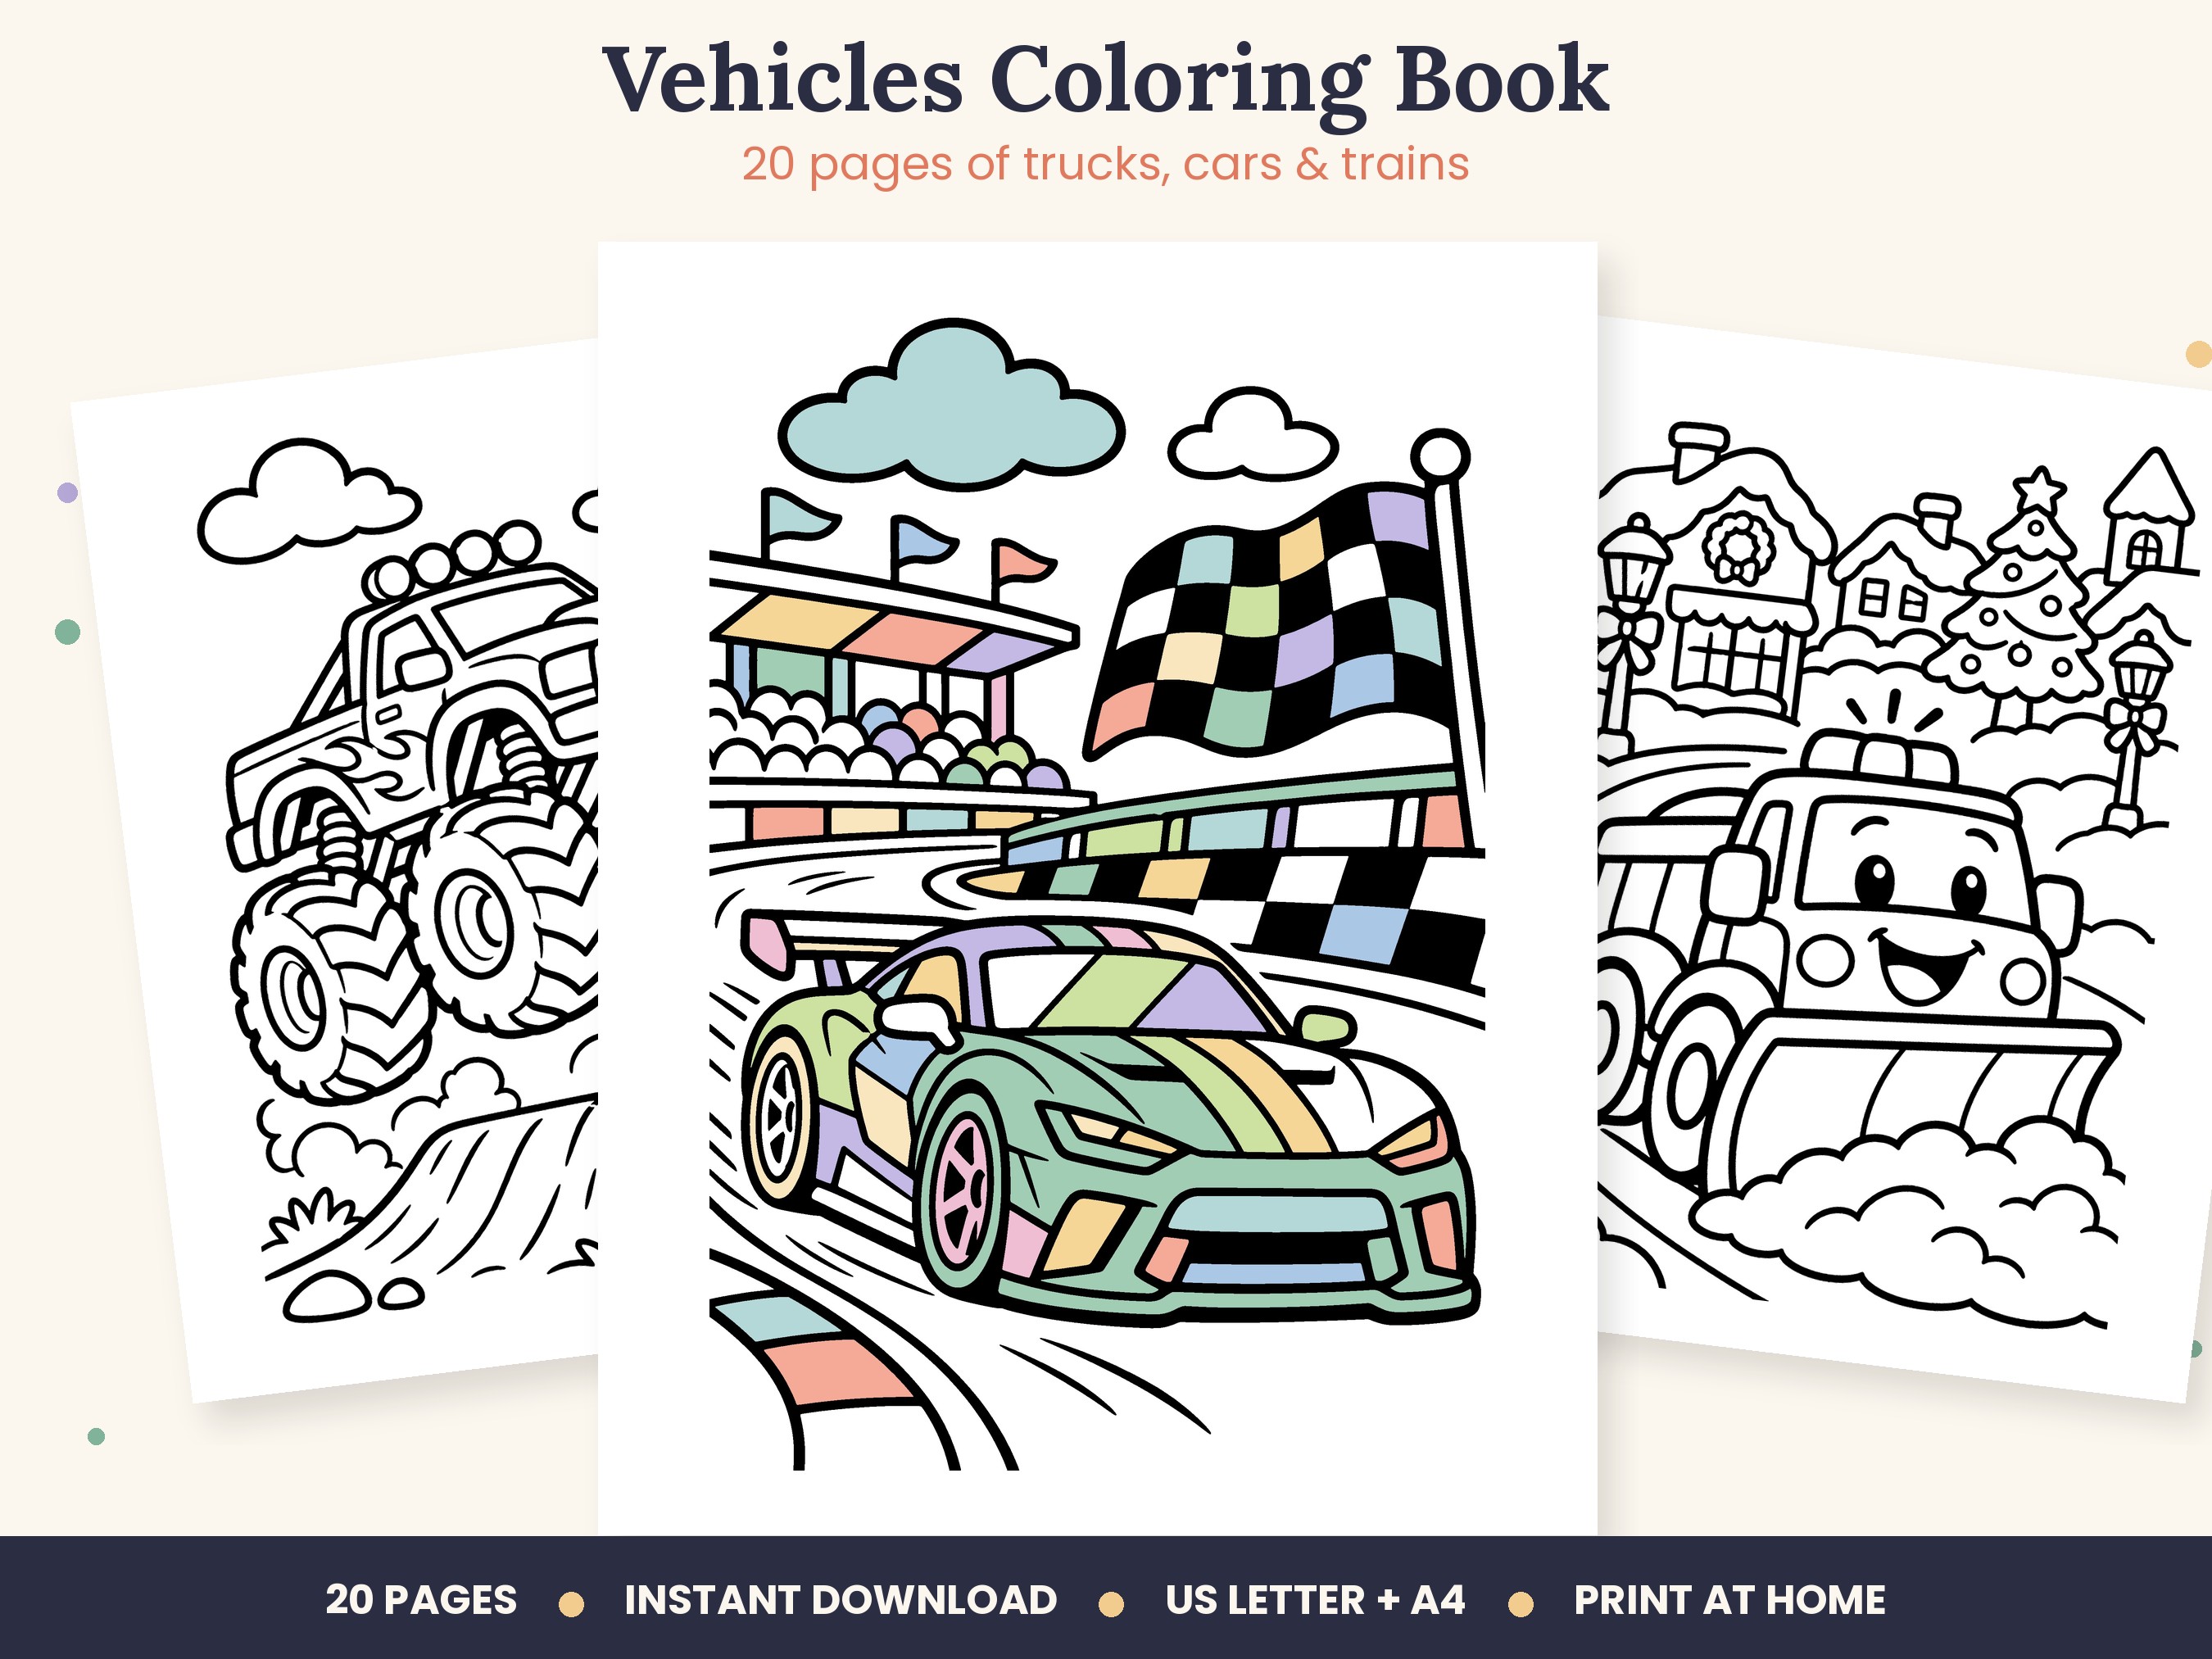 Vehicles Coloring Book
20 pages of trucks, cars & trains
20 PAGES ● INSTANT DOWNLOAD ● US LETTER + A4 ● PRINT AT HOME